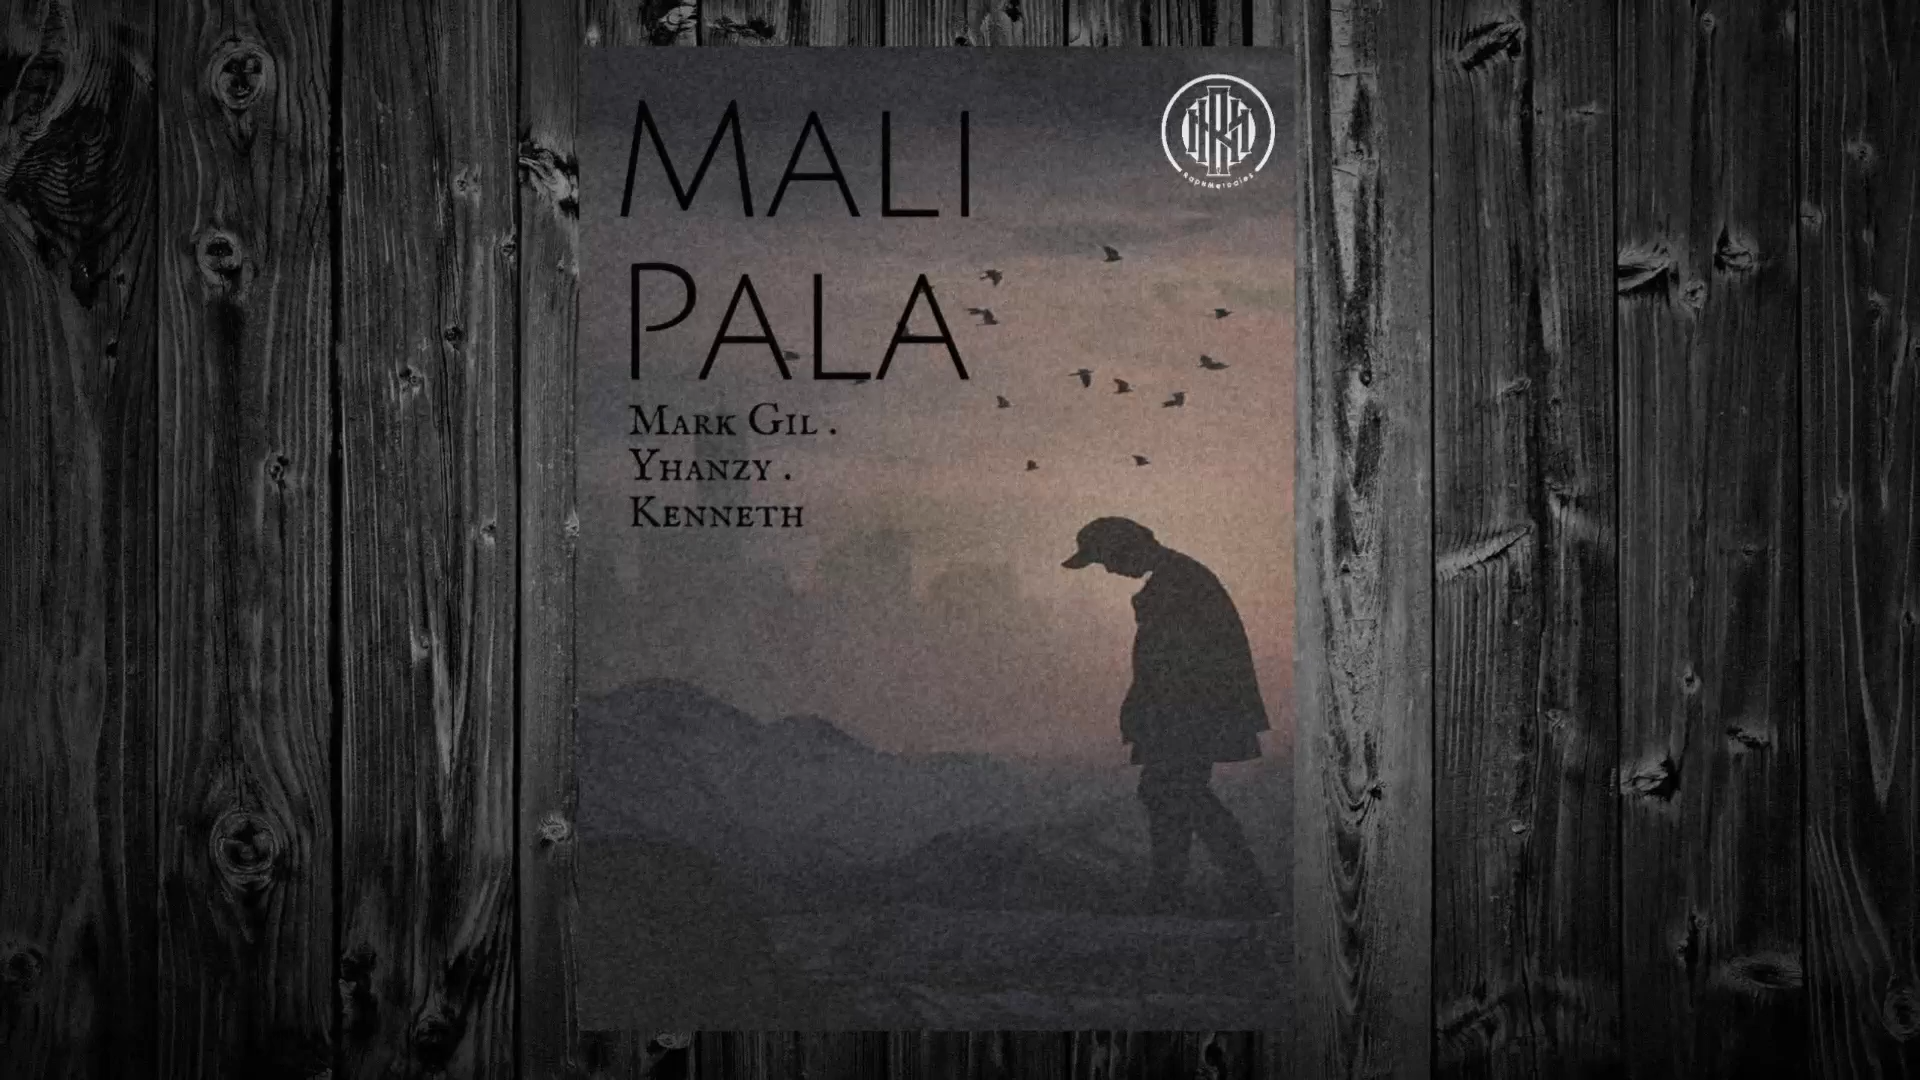 MALI
PALA
MARK GIL .
YHANZY .
KENNETH